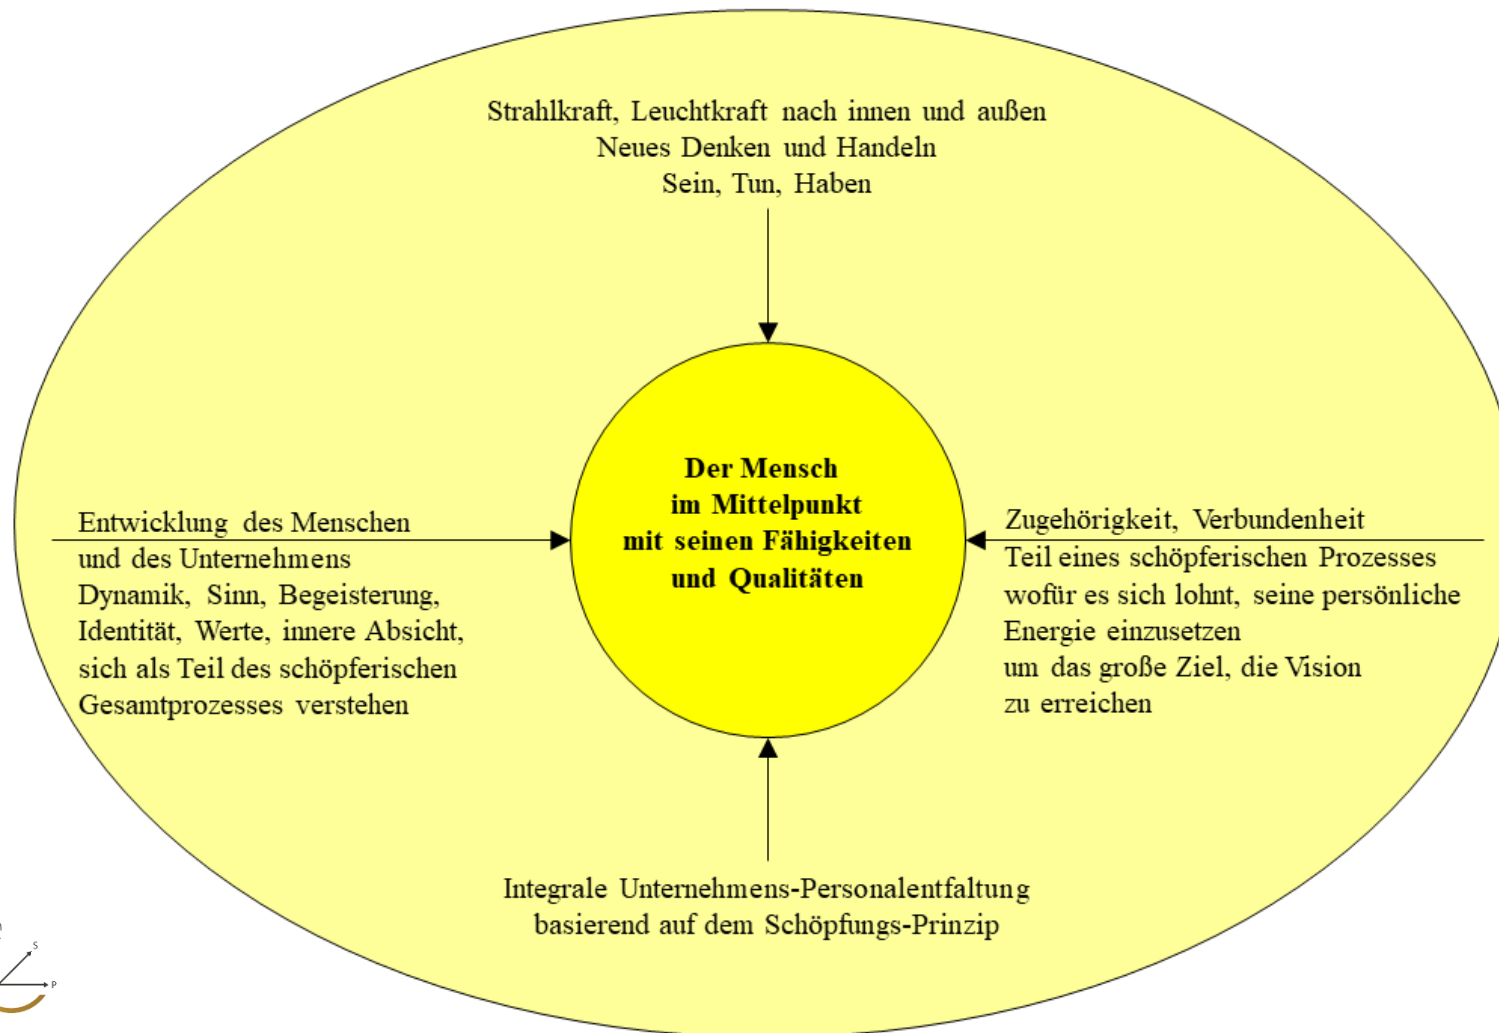 Strahlkraft, Leuchtkraft nach innen und außen
Neues Denken und Handeln
Sein, Tun, Haben
Der Mensch
im Mittelpunkt
mit seinen Fähigkeiten
und Qualitäten
Entwicklung des Menschen
und des Unternehmens
Dynamik, Sinn, Begeisterung,
Identität, Werte, innere Absicht,
sich als Teil des schöpferischen
Gesamtprozesses verstehen
Zugehörigkeit, Verbundenheit
Teil eines schöpferischen Prozesses
wofür es sich lohnt, seine persönliche
Energie einzusetzen
um das große Ziel, die Vision
zu erreichen
Integrale Unternehmens-Personalentfaltung
basierend auf dem Schöpfungs-Prinzip
S
P